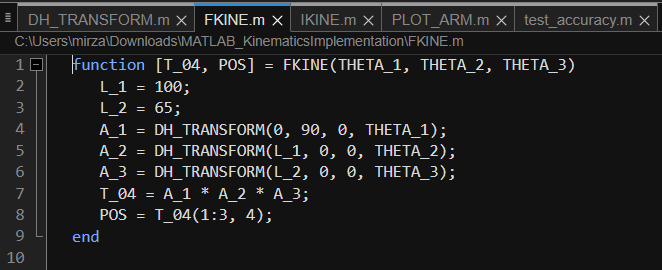 DH_TRANSFORM.m × FKINE.m × IKINE.m × PLOT_ARM.m × test_accuracy.m ×
C:\Users\mirza\Downloads\MATLAB_KinematicsImplementation\FKINE.m
1 function [T_04, POS] = FKINE(THETA_1, THETA_2, THETA_3)
2 L_1 = 100;
3 L_2 = 65;
4 A_1 = DH_TRANSFORM(0, 90, 0, THETA_1);
5 A_2 = DH_TRANSFORM(L_1, 0, 0, THETA_2);
6 A_3 = DH_TRANSFORM(L_2, 0, 0, THETA_3);
7 T_04 = A_1 * A_2 * A_3;
8 POS = T_04(1:3, 4);
9 end
10